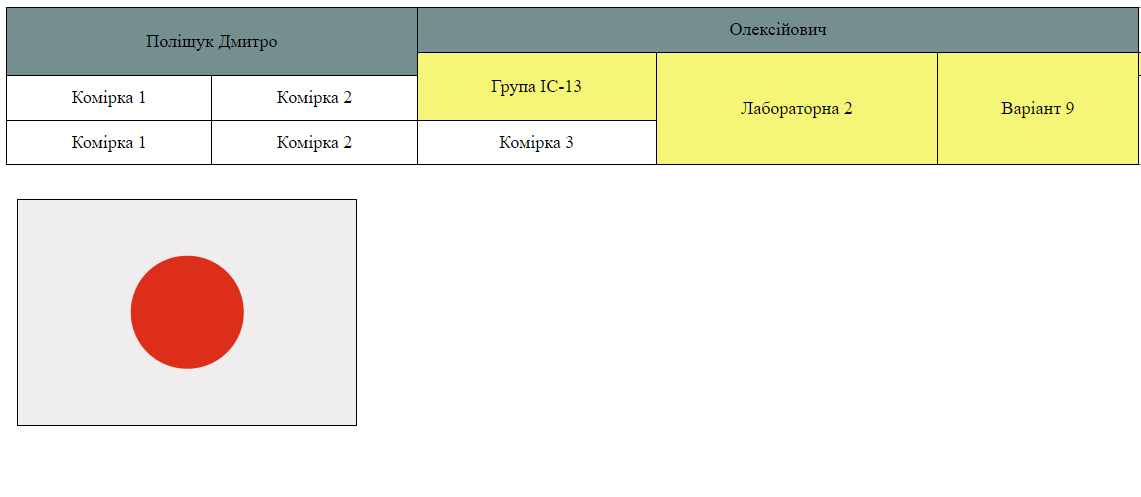 Поліщук Дмитро
Олексійович
Група ІС-13
Лабораторна 2
Варіант 9
Комірка 1
Комірка 2
Комірка 1
Комірка 2
Комірка 3